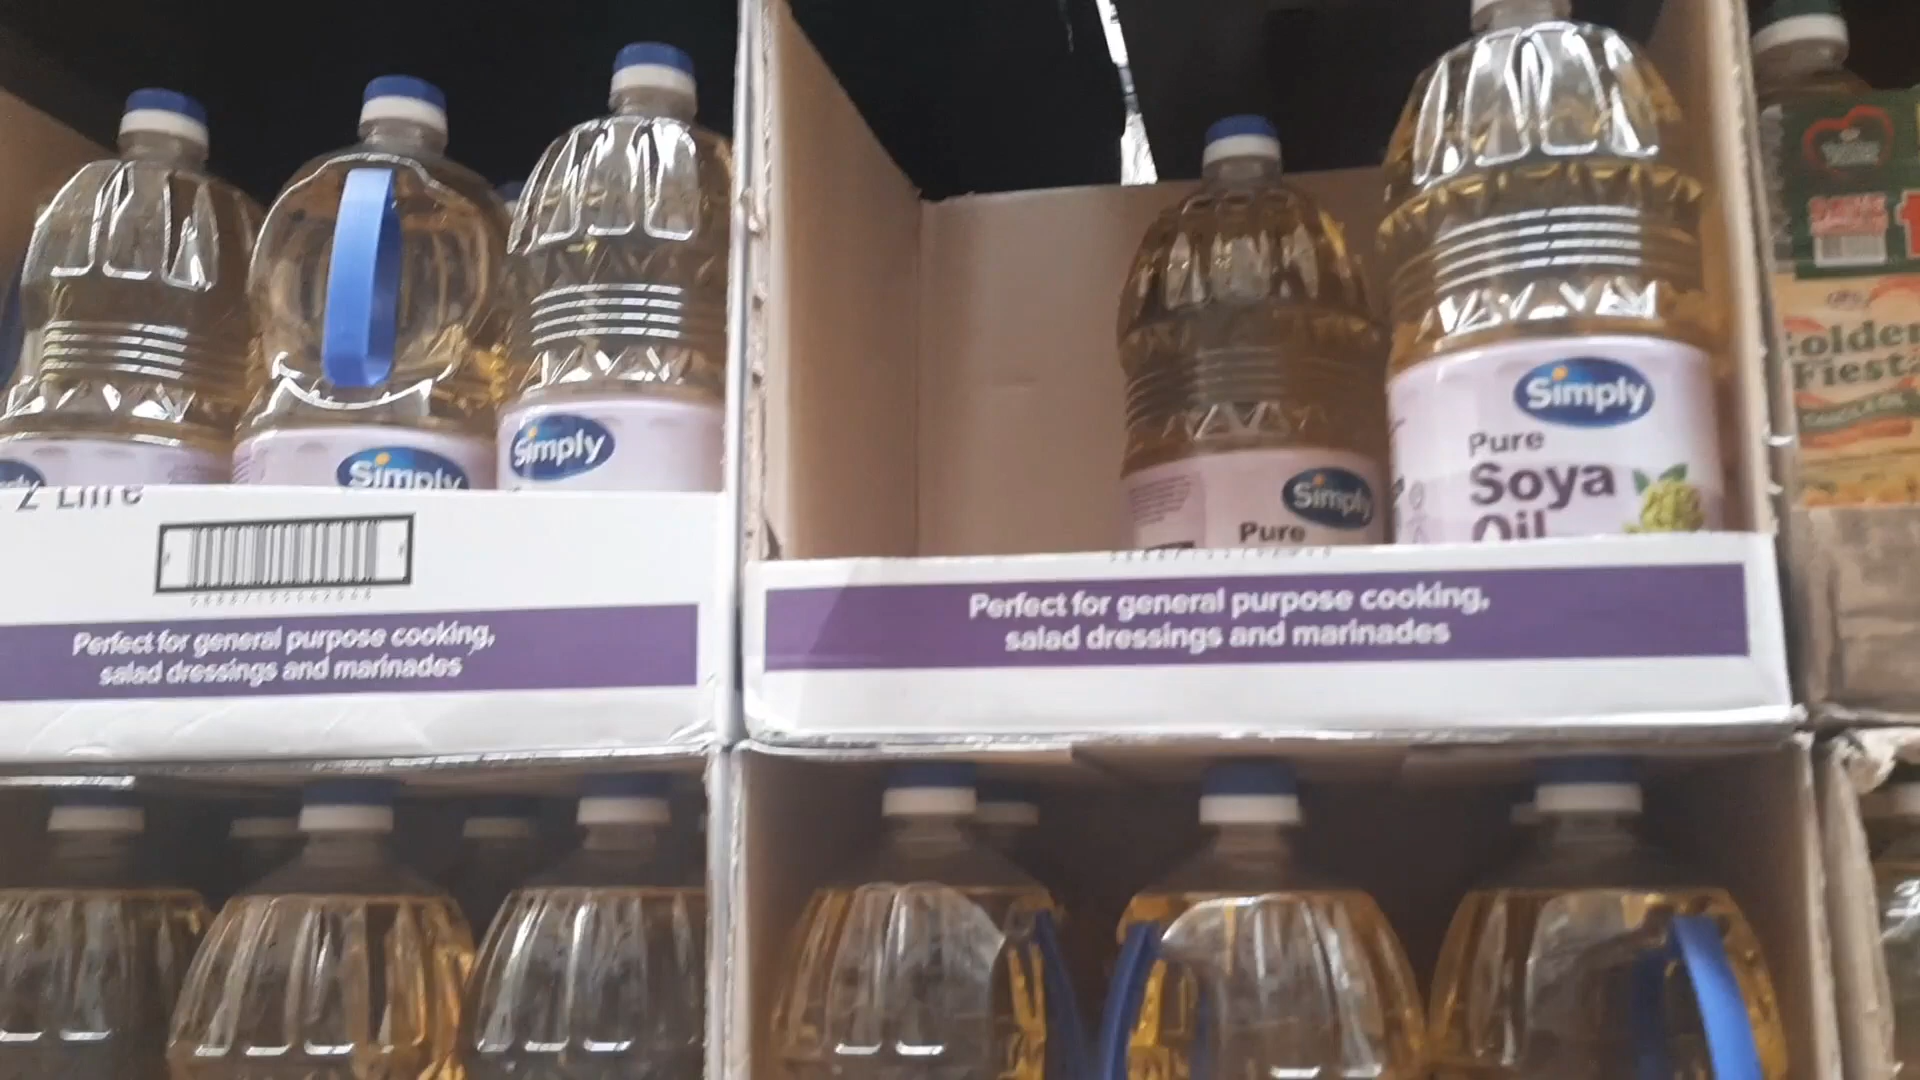 Simply
Simply
2 Litre
Perfect for general purpose cooking,
salad dressings and marinades
Simply
Pure
Simply
Pure
Soya
Oil
Perfect for general purpose cooking,
salad dressings and marinades
Golden
Fiesta